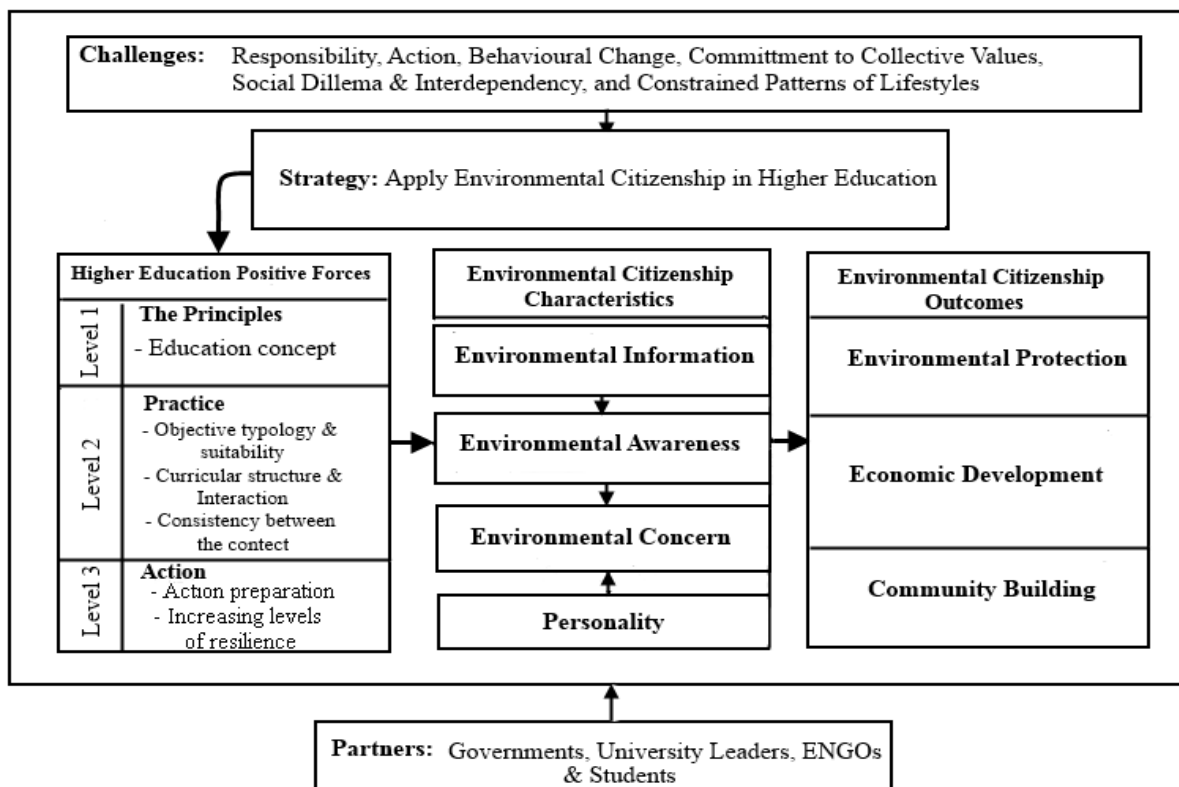 Challenges: Responsibility, Action, Behavioural Change, Committment to Collective Values,
Social Dillema & Interdependency, and Constrained Patterns of Lifestyles
Strategy: Apply Environmental Citizenship in Higher Education
Higher Education Positive Forces
Level 1
The Principles
- Education concept
Level 2
Practice
- Objective typology &
suitability
- Curricular structure &
Interaction
- Consistency between
the contect
Level 3
Action
- Action preparation
- Increasing levels
of resilience
Environmental Citizenship
Characteristics
Environmental Information
Environmental Awareness
Environmental Concern
Personality
Environmental Citizenship
Outcomes
Environmental Protection
Economic Development
Community Building
Partners: Governments, University Leaders, ENGOs
& Students